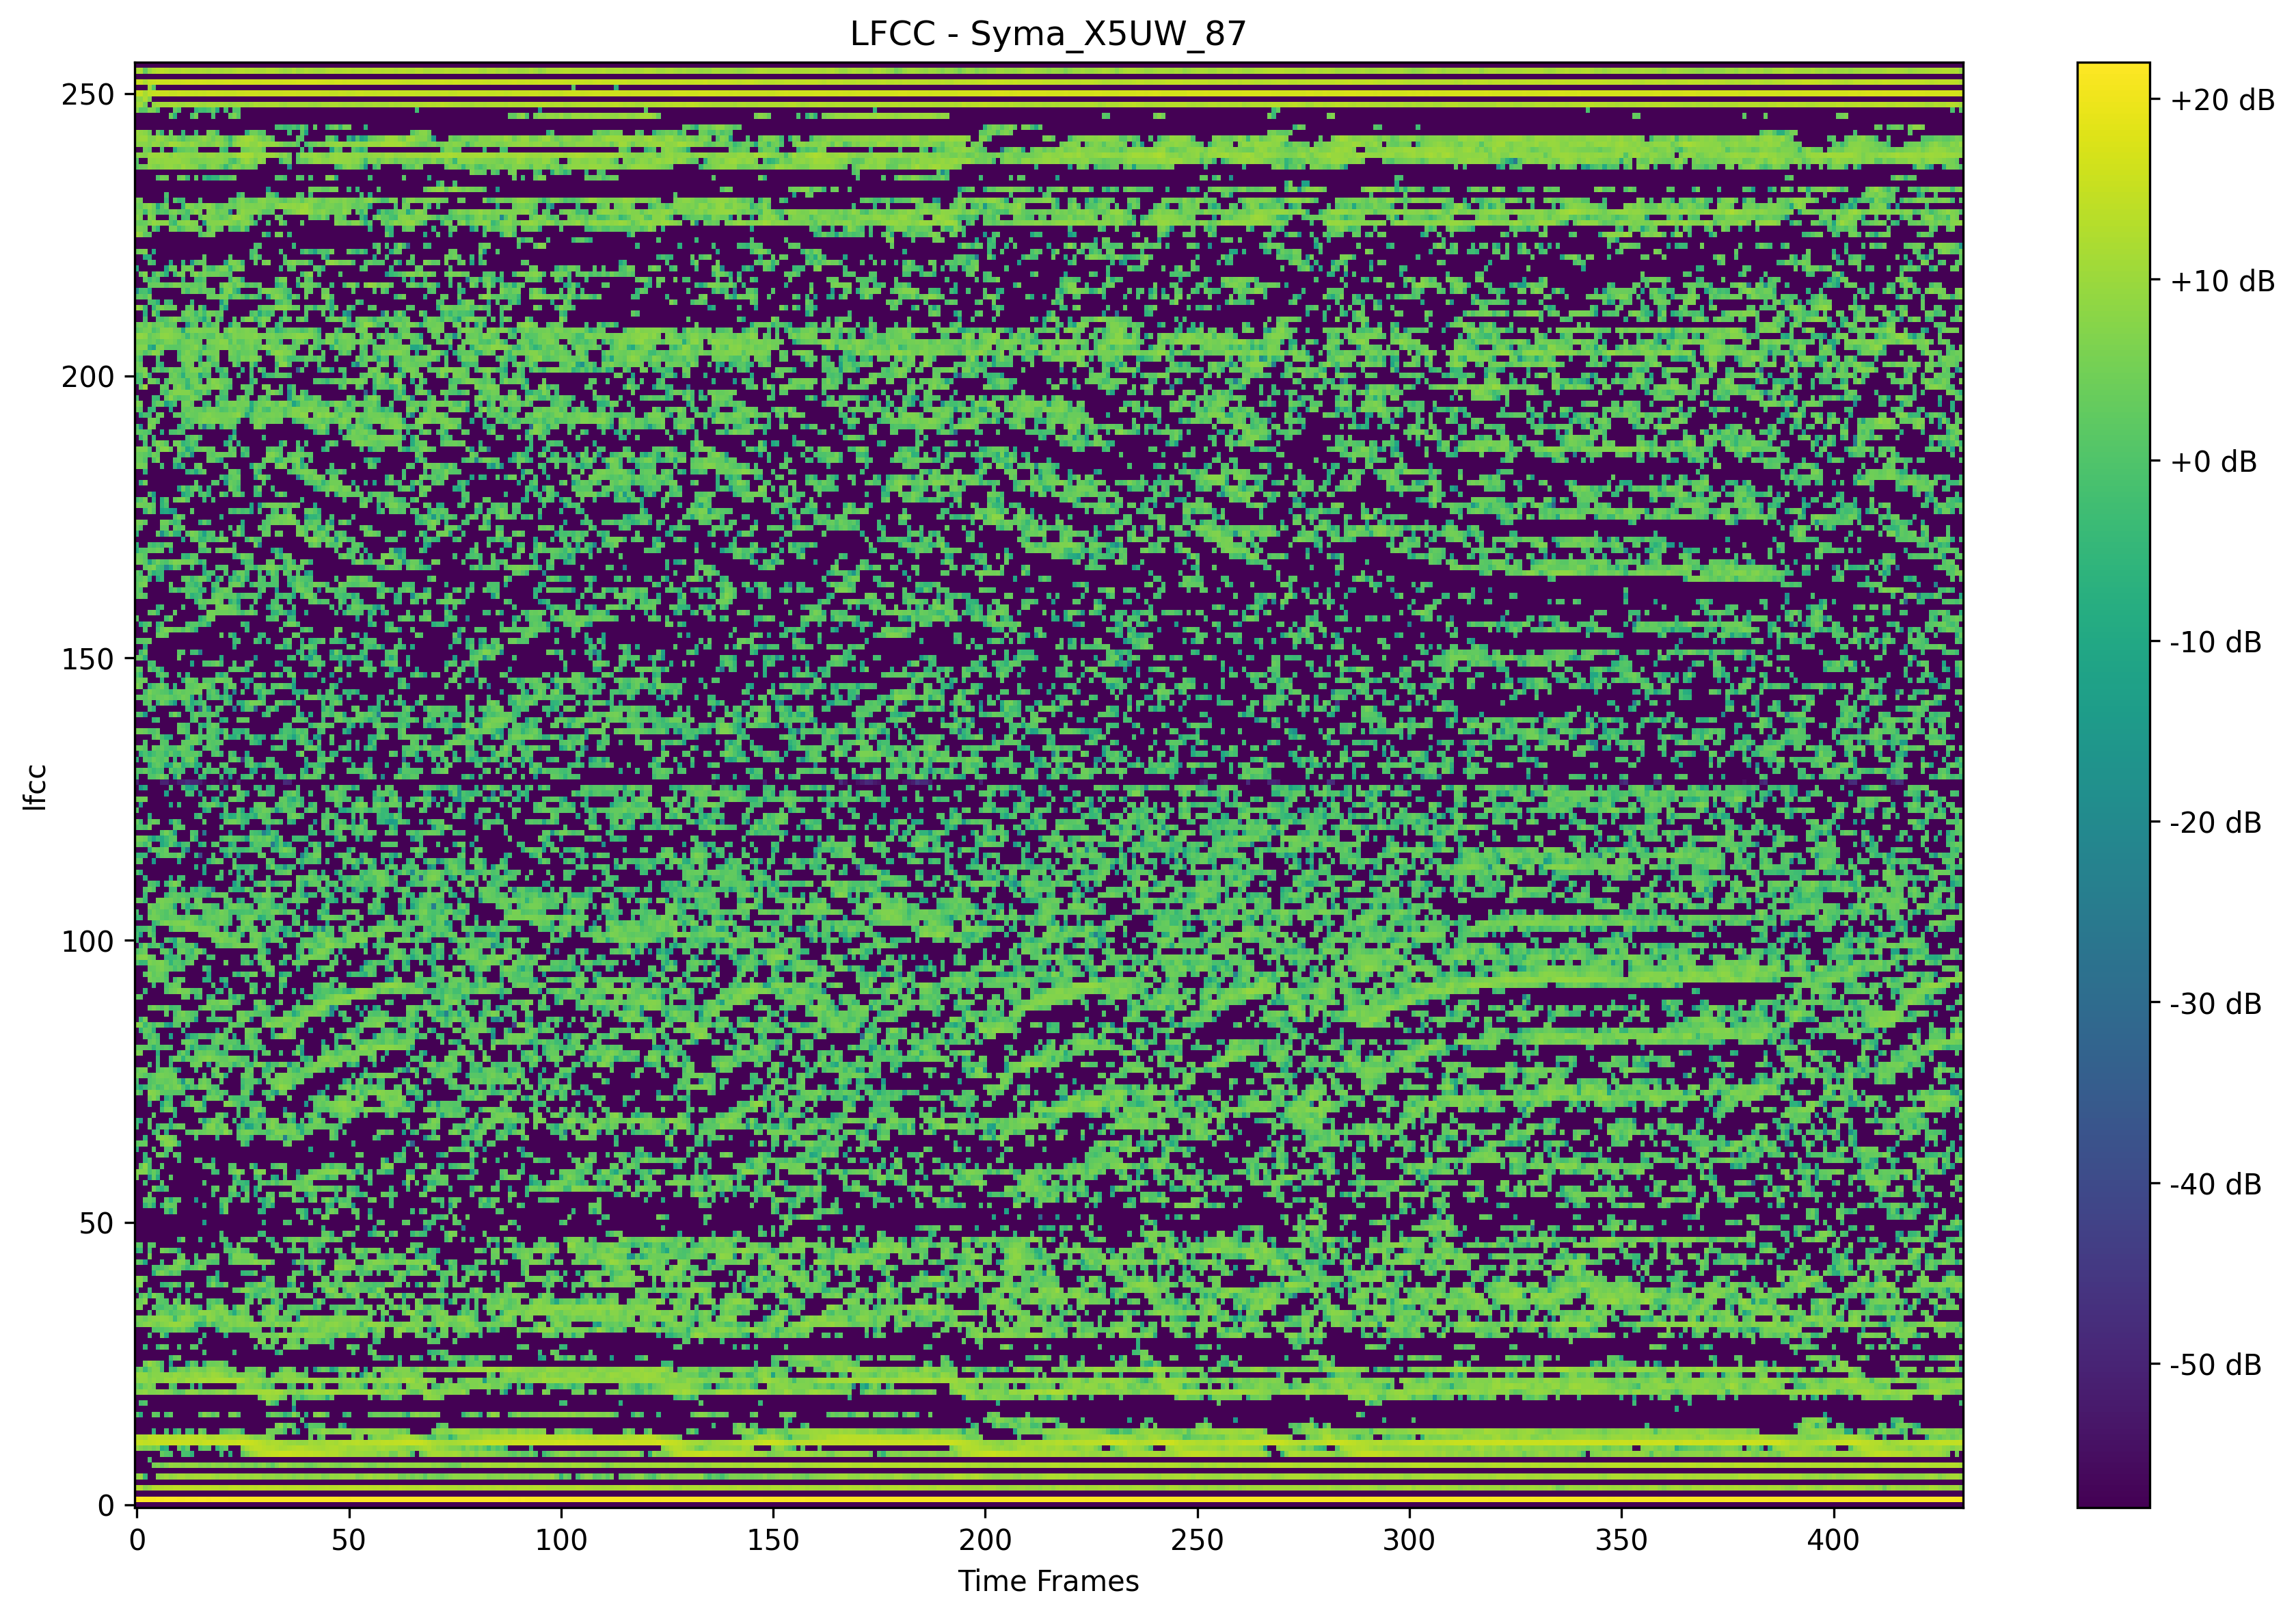 LFCC - Syma_X5UW_87
lfcc
250
200
150
100
50
0
0 50 100 150 200 250 300 350 400
Time Frames
+20 dB
+10 dB
+0 dB
-10 dB
-20 dB
-30 dB
-40 dB
-50 dB